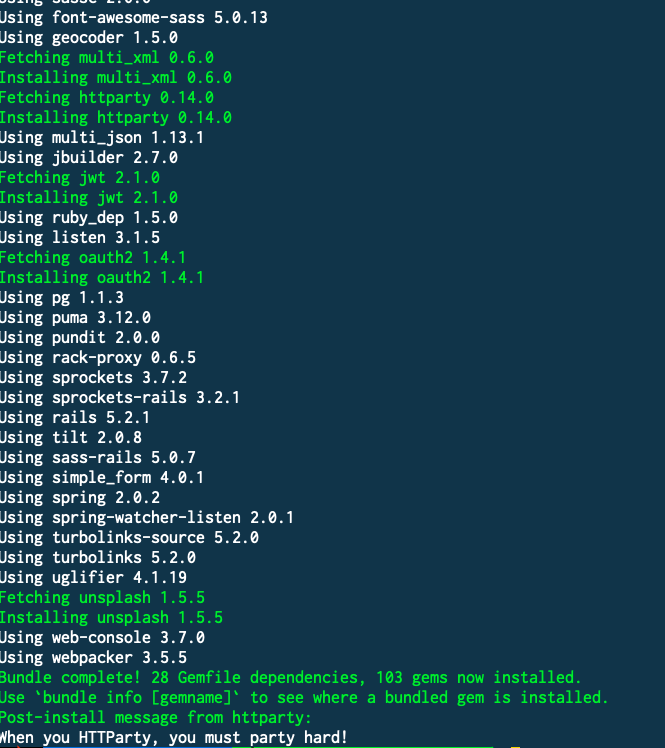 Using sassc 2.0.0
Using font-awesome-sass 5.0.13
Using geocoder 1.5.0
Fetching multi_xml 0.6.0
Installing multi_xml 0.6.0
Fetching httparty 0.14.0
Installing httparty 0.14.0
Using multi_json 1.13.1
Using jbuilder 2.7.0
Fetching jwt 2.1.0
Installing jwt 2.1.0
Using ruby_dep 1.5.0
Using listen 3.1.5
Fetching oauth2 1.4.1
Installing oauth2 1.4.1
Using pg 1.1.3
Using puma 3.12.0
Using pundit 2.0.0
Using rack-proxy 0.6.5
Using sprockets 3.7.2
Using sprockets-rails 3.2.1
Using rails 5.2.1
Using tilt 2.0.8
Using sass-rails 5.0.7
Using simple_form 4.0.1
Using spring 2.0.2
Using spring-watcher-listen 2.0.1
Using turbolinks-source 5.2.0
Using turbolinks 5.2.0
Using uglifier 4.1.19
Fetching unsplash 1.5.5
Installing unsplash 1.5.5
Using web-console 3.7.0
Using webpacker 3.5.5
Bundle complete! 28 Gemfile dependencies, 103 gems now installed.
Use `bundle info [gemname]` to see where a bundled gem is installed.
Post-install message from httparty:
When you HTTParty, you must party hard!